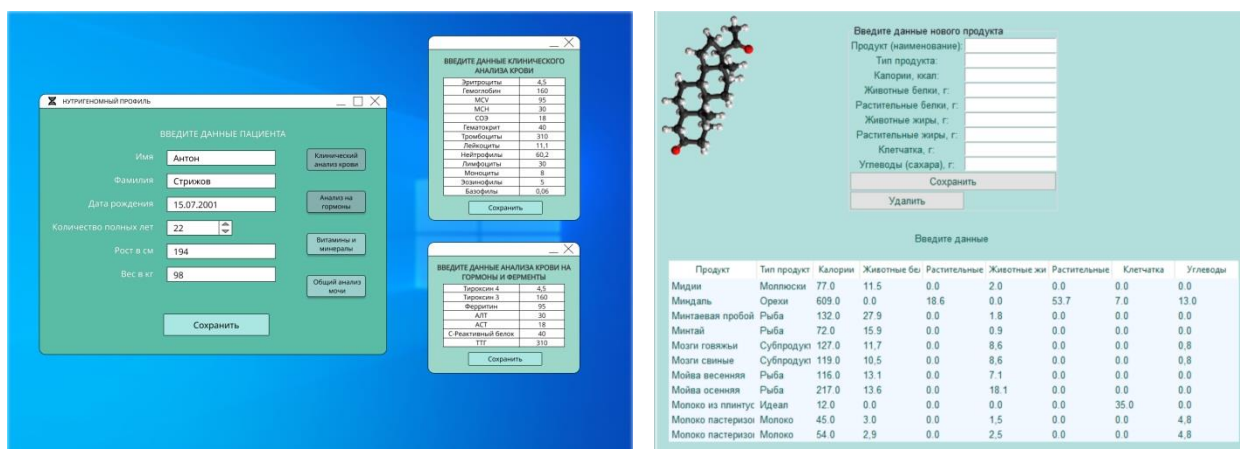 НУТРИГЕНОМНЫЙ ПРОФИЛЬ
ВВЕДИТЕ ДАННЫЕ ПАЦИЕНТА
Имя Антон
Фамилия Стрижов
Дата рождения 15.07.2001
Количество полных лет 22
Рост в см 194
Вес в кг 98
Сохранить
Клинический
анализ крови
Анализ на
гормоны
Витамины и
минералы
Общий анализ
мочи
ВВЕДИТЕ ДАННЫЕ КЛИНИЧЕСКОГО
АНАЛИЗА КРОВИ
Эритроциты 4,5
Гемоглобин 160
MCV 95
MCH 30
СОЭ 18
Гематокрит 40
Тромбоциты 310
Лейкоциты 11,1
Нейтрофилы 60,2
Лимфоциты 30
Моноциты 8
Эозинофилы 5
Базофилы 0,06
Сохранить
ВВЕДИТЕ ДАННЫЕ АНАЛИЗА КРОВИ НА
ГОРМОНЫ И ФЕРМЕНТЫ
Тироксин 4 4,5
Тироксин 3 160
Ферритин 95
АЛТ 30
АСТ 18
С-Реактивный белок 40
ТТГ 310
Сохранить
Введите данные нового продукта
Продукт (наименование):
Тип продукта:
Калории, ккал:
Животные белки, г:
Растительные белки, г:
Животные жиры, г:
Растительные жиры, г:
Клетчатка, г:
Углеводы (сахара), г:
Сохранить
Удалить
Введите данные
Продукт Тип продукт Калории Животные бел Растительные Животные жи Растительные Клетчатка Углеводы
Мидии Моллюски 77.0 11.5 0.0 2.0 0.0 0.0 0.0
Миндаль Орехи 609.0 0.0 18.6 0.0 53.7 7.0 13.0
Минтаевая пробой Рыба 132.0 27.9 0.0 1.8 0.0 0.0 0.0
Минтай Рыба 72.0 15.9 0.0 0.9 0.0 0.0 0.0
Мозги говяжьи Субпродукт 127.0 11,7 0.0 8,6 0.0 0.0 0,8
Мозги свиные Субпродукт 119.0 10,5 0.0 8,6 0.0 0.0 0,8
Мойва весенняя Рыба 116.0 13.1 0.0 7.1 0.0 0.0 0.0
Мойва осенняя Рыба 217.0 13.6 0.0 18.1 0.0 0.0 0.0
Молоко из плинтус Идеал 12.0 0.0 0.0 0.0 0.0 35.0 0.0
Молоко пастеризов Молоко 45.0 3.0 0.0 1,5 0.0 0.0 4,8
Молоко пастеризов Молоко 54.0 2,9 0.0 2,5 0.0 0.0 4,8